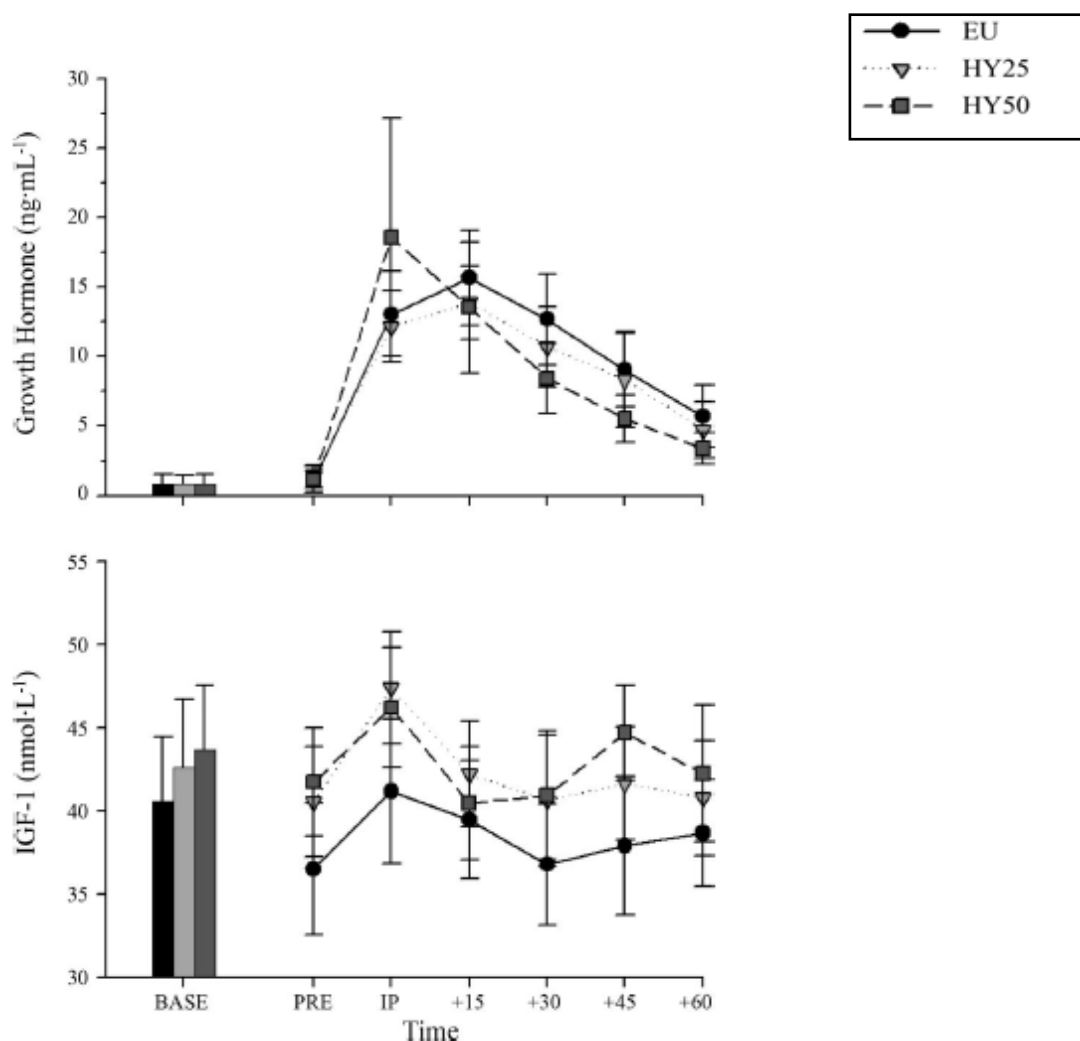 EU
HY25
HY50
Growth Hormone (ng·mL⁻¹)
30
25
20
15
10
5
0
IGF-1 (nmol·L⁻¹)
55
50
45
40
35
30
BASE PRE IP +15 +30 +45 +60
Time